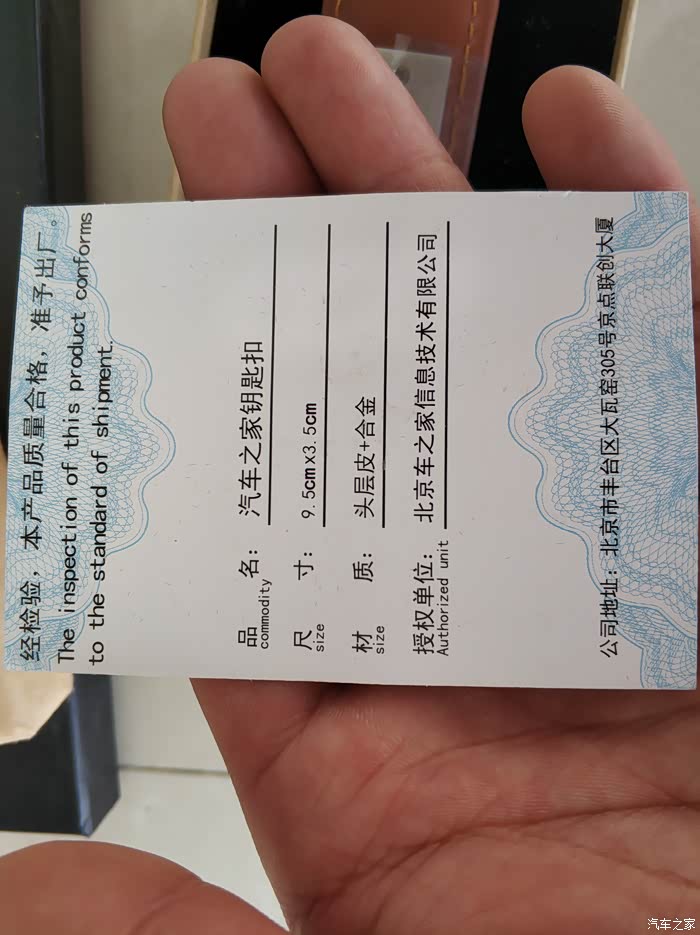 经检验，本产品质量合格，准予出厂。
The inspection of this product conforms
to the standard of shipment.
品 名：汽车之家钥匙扣
commodity
尺 寸：9.5cmx3.5cm
size
材 质：头层皮+合金
size
授权单位：北京车之家信息技术有限公司
Authorized unit
公司地址：北京市丰台区大瓦窑305号京点联创大厦
汽车之家